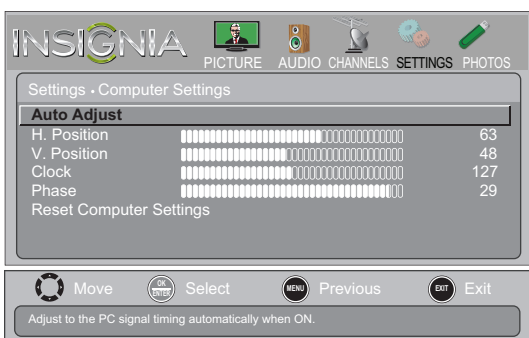 INSIGNIA
PICTURE AUDIO CHANNELS SETTINGS PHOTOS
Settings • Computer Settings
Auto Adjust
H. Position 63
V. Position 48
Clock 127
Phase 29
Reset Computer Settings
Move OK ENTER Select MENU Previous EXIT Exit
Adjust to the PC signal timing automatically when ON.